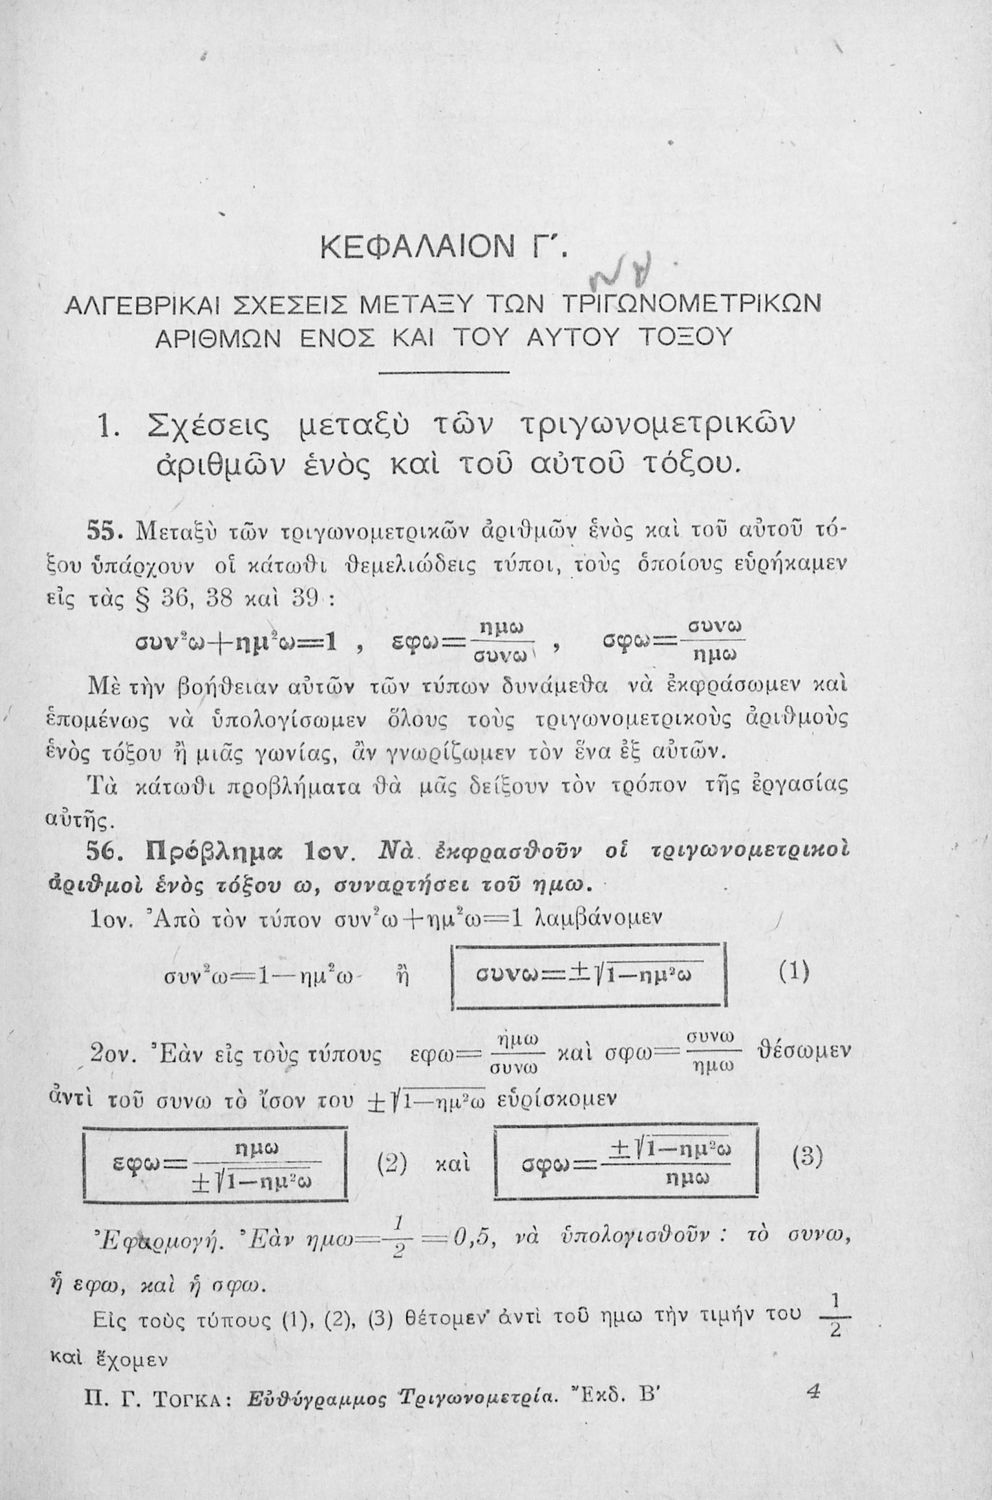 ΚΕΦΑΛΑΙΟΝ Γ΄.
ΑΛΓΕΒΡΙΚΑΙ ΣΧΕΣΕΙΣ ΜΕΤΑΞΥ ΤΩΝ ΤΡΙΓΩΝΟΜΕΤΡΙΚΩΝ
ΑΡΙΘΜΩΝ ΕΝΟΣ ΚΑΙ ΤΟΥ ΑΥΤΟΥ ΤΟΞΟΥ
1. Σχέσεις μεταξὺ τῶν τριγωνομετρικῶν
ἀριθμῶν ἑνὸς καὶ τοῦ αὐτοῦ τόξου.
55. Μεταξὺ τῶν τριγωνομετρικῶν ἀριθμῶν ἑνὸς καὶ τοῦ αὐτοῦ τό-
ξου ὑπάρχουν οἱ κάτωθι θεμελιώδεις τύποι, τοὺς ὁποίους εὑρήκαμεν
εἰς τὰς § 36, 38 καὶ 39 :
συν²ω+ημ²ω=1 , εφω=ημω/συνω , σφω=συνω/ημω
Μὲ τὴν βοήθειαν αὐτῶν τῶν τύπων δυνάμεθα νὰ ἐκφράσωμεν καὶ
ἑπομένως νὰ ὑπολογίσωμεν ὅλους τοὺς τριγωνομετρικοὺς ἀριθμοὺς
ἑνὸς τόξου ἢ μιᾶς γωνίας, ἂν γνωρίζωμεν τὸν ἕνα ἐξ αὐτῶν.
Τὰ κάτωθι προβλήματα θὰ μᾶς δείξουν τὸν τρόπον τῆς ἐργασίας
αὐτῆς.
56. Πρόβλημα 1ον. Νὰ ἐκφρασθοῦν οἱ τριγωνομετρικοὶ
ἀριθμοὶ ἑνὸς τόξου ω, συναρτήσει τοῦ ημω.
1ον. Ἀπὸ τὸν τύπον συν²ω+ημ²ω=1 λαμβάνομεν
συν²ω=1—ημ²ω ἢ συνω=±√1—ημ²ω (1)
2ον. Ἐὰν εἰς τοὺς τύπους εφω=ημω/συνω καὶ σφω=συνω/ημω θέσωμεν
ἀντὶ τοῦ συνω τὸ ἴσον του ±√1—ημ²ω εὑρίσκομεν
εφω=ημω/±√1—ημ²ω (2) καὶ σφω=±√1—ημ²ω/ημω (3)
Ἐφαρμογή. Ἐὰν ημω=1/2=0,5, νὰ ὑπολογισθοῦν : τὸ συνω,
ἡ εφω, καὶ ἡ σφω.
Εἰς τοὺς τύπους (1), (2), (3) θέτομεν ἀντὶ τοῦ ημω τὴν τιμήν του 1/2
καὶ ἔχομεν
Π. Γ. ΤΟΓΚΑ: Εὐθύγραμμος Τριγωνομετρία. Ἔκδ. Β΄ 4